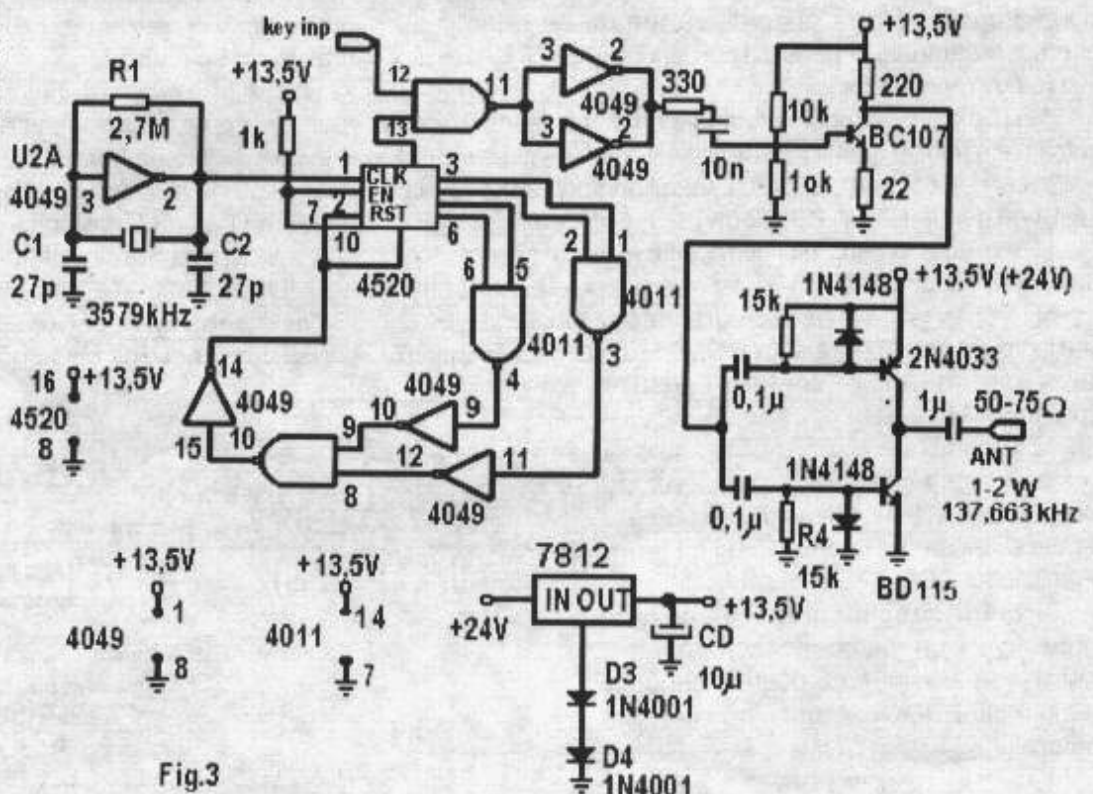 key inp
+13,5V
R1
2,7M
U2A
4049
3
2
C1
27p
C2
27p
3579kHz
+13,5V
1k
12
13
11
3
2
4049
3
2
4049
330
10n
10k
1ok
+13,5V
220
BC107
22
1
2
7
10
CLK
EN
RST
3
6
4520
2
1
4011
3
6
5
4011
4
14
4049
15
10
10
9
9
4049
12
11
8
4049
16
+13,5V
4520
8
+13,5V
1
4049
8
+13,5V
14
4011
7
1N4148
+13,5V (+24V)
15k
2N4033
0,1µ
1µ
50-75Ω
ANT
1-2 W
137,663 kHz
1N4148
0,1µ
R4
15k
BD115
7812
IN OUT
+24V
+13,5V
CD
10µ
D3
1N4001
D4
1N4001
Fig.3